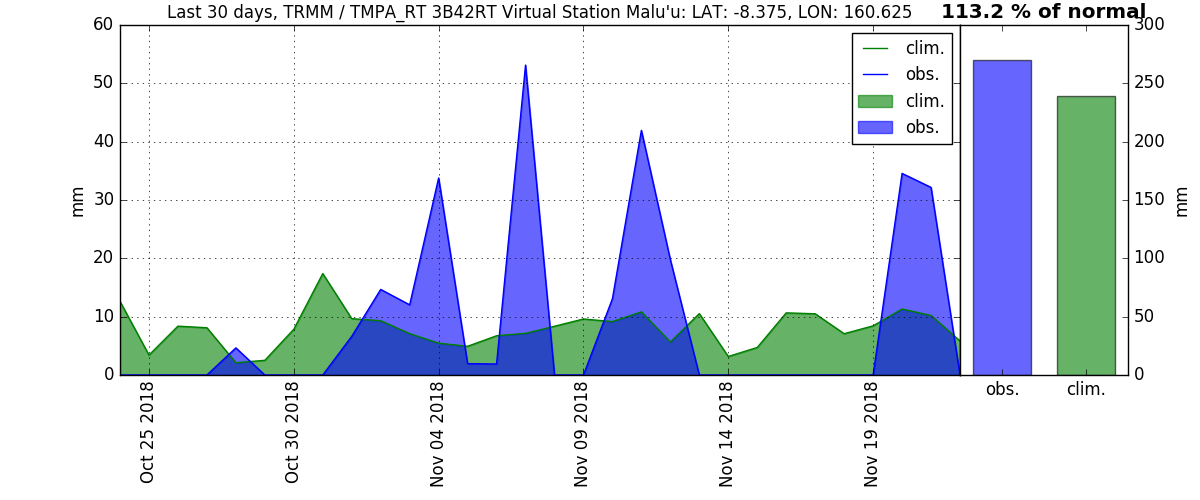 Last 30 days, TRMM / TMPA_RT 3B42RT Virtual Station Malu'u: LAT: -8.375, LON: 160.625
113.2 % of normal
60
50
40
30
20
10
0
mm
clim.
obs.
clim.
obs.
300
250
200
150
100
50
0
mm
obs.
clim.
Oct 25 2018
Oct 30 2018
Nov 04 2018
Nov 09 2018
Nov 14 2018
Nov 19 2018